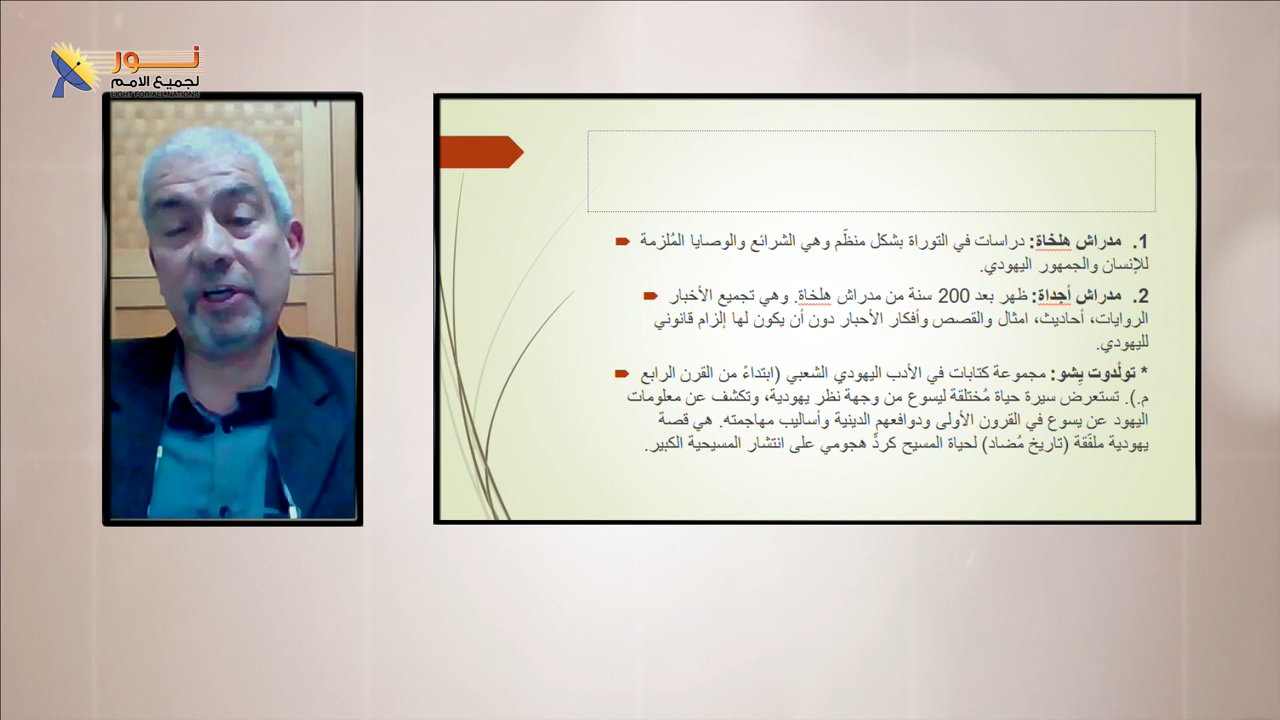 نور
لجميع الامم
LIGHT FOR ALL NATIONS
1. مدراش هلخاة: دراسات في التوراة بشكل منظّم وهي الشرائع والوصايا المُلزمة
للإنسان والجمهور اليهودي.
2. مدراش أجداة: ظهر بعد 200 سنة من مدراش هلخاة. وهي تجميع الأخبار
الروايات، أحاديث، امثال والقصص وأفكار الأحبار دون أن يكون لها إلزام قانوني
لليهودي.
* تولْدوت يِشو: مجموعة كتابات في الأدب اليهودي الشعبي (ابتداءً من القرن الرابع
م.). تستعرض سيرة حياة مُختلقة ليسوع من وجهة نظر يهودية، وتكشف عن معلومات
اليهود عن يسوع في القرون الأولى ودوافعهم الدينية وأساليب مهاجمته. هي قصة
يهودية ملفّقة (تاريخ مُضاد) لحياة المسيح كردٍّ هجومي على انتشار المسيحية الكبير.